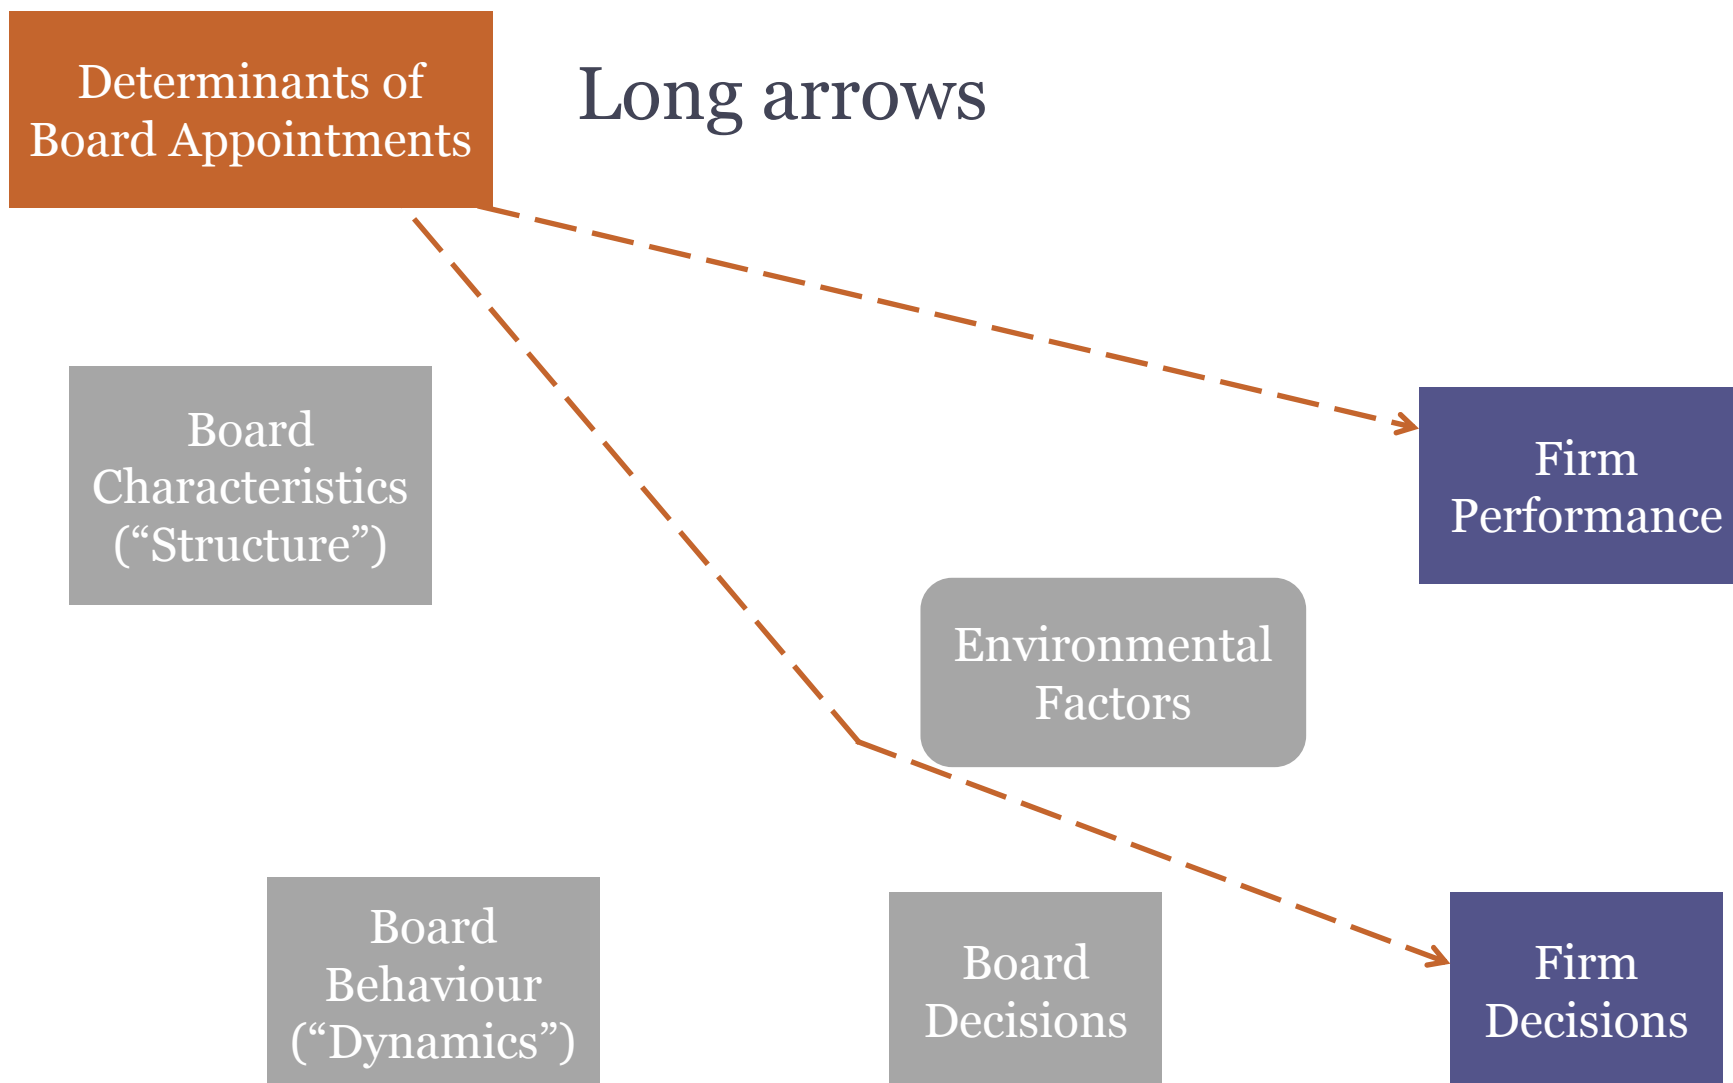 Determinants of
Board Appointments
Long arrows
Board
Characteristics
(“Structure”)
Firm
Performance
Environmental
Factors
Board
Behaviour
(“Dynamics”)
Board
Decisions
Firm
Decisions